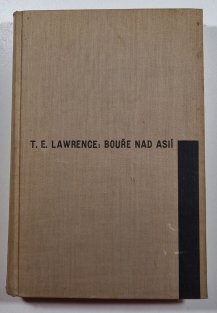 T. E. LAWRENCE: BOUŘE NAD ASIÍ